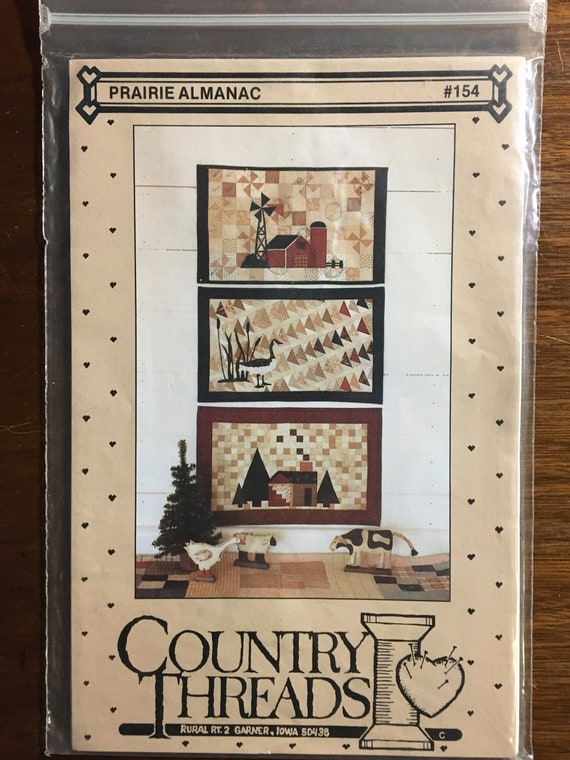 PRAIRIE ALMANAC #154
COUNTRY
THREADS
RURAL RT. 2 GARNER, IOWA 50438
C